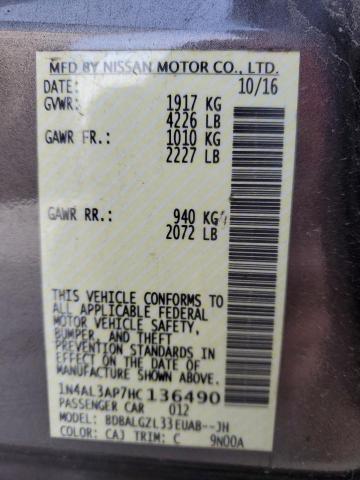 MFD BY NISSAN MOTOR CO., LTD.
DATE: 10/16
GVWR: 1917 KG
4226 LB
GAWR FR.: 1010 KG
2227 LB
GAWR RR.: 940 KG
2072 LB
THIS VEHICLE CONFORMS TO
ALL APPLICABLE FEDERAL
MOTOR VEHICLE SAFETY,
BUMPER, AND THEFT
PREVENTION STANDARDS IN
EFFECT ON THE DATE OF
MANUFACTURE SHOWN ABOVE.
1N4AL3AP7HC136490
PASSENGER CAR 012
MODEL: BDBALGZL33EUAB--JH
COLOR: CAJ TRIM: C 9N00A